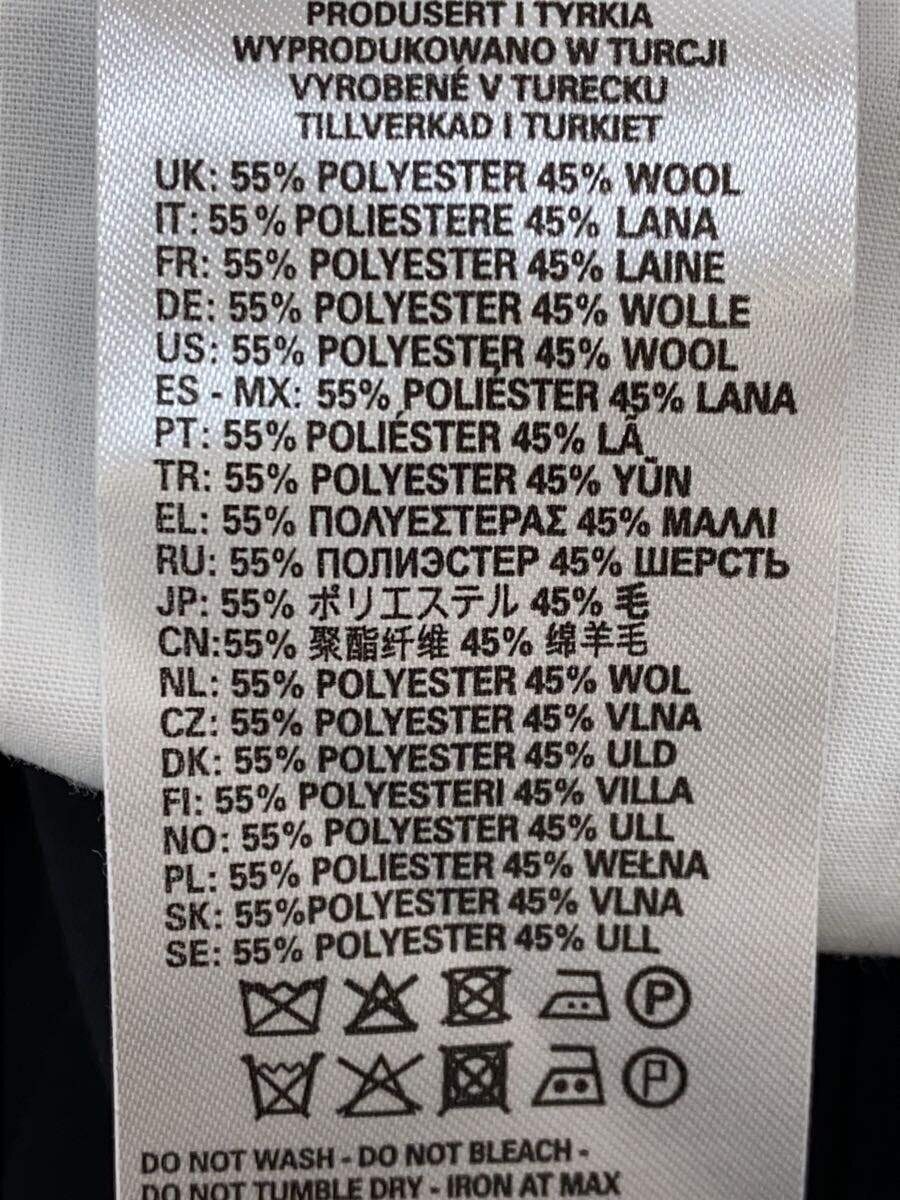 PRODUSERT I TYRKIA
WYPRODUKOWANO W TURCJI
VYROBENÉ V TURECKU
TILLVERKAD I TURKIET
UK: 55% POLYESTER 45% WOOL
IT: 55% POLIESTERE 45% LANA
FR: 55% POLYESTER 45% LAINE
DE: 55% POLYESTER 45% WOLLE
US: 55% POLYESTER 45% WOOL
ES - MX: 55% POLIÉSTER 45% LANA
PT: 55% POLIÉSTER 45% LÃ
TR: 55% POLYESTER 45% YÜN
EL: 55% ΠΟΛΥΕΣΤΕΡΑΣ 45% ΜΑΛΛΙ
RU: 55% ПОЛИЭСТЕР 45% ШЕРСТЬ
JP: 55% ポリエステル 45% 毛
CN:55% 聚酯纤维 45% 绵羊毛
NL: 55% POLYESTER 45% WOL
CZ: 55% POLYESTER 45% VLNA
DK: 55% POLYESTER 45% ULD
FI: 55% POLYESTERI 45% VILLA
NO: 55% POLYESTER 45% ULL
PL: 55% POLIESTER 45% WEŁNA
SK: 55%POLYESTER 45% VLNA
SE: 55% POLYESTER 45% ULL
P
P
DO NOT WASH - DO NOT BLEACH -
DO NOT TUMBLE DRY - IRON AT MAX